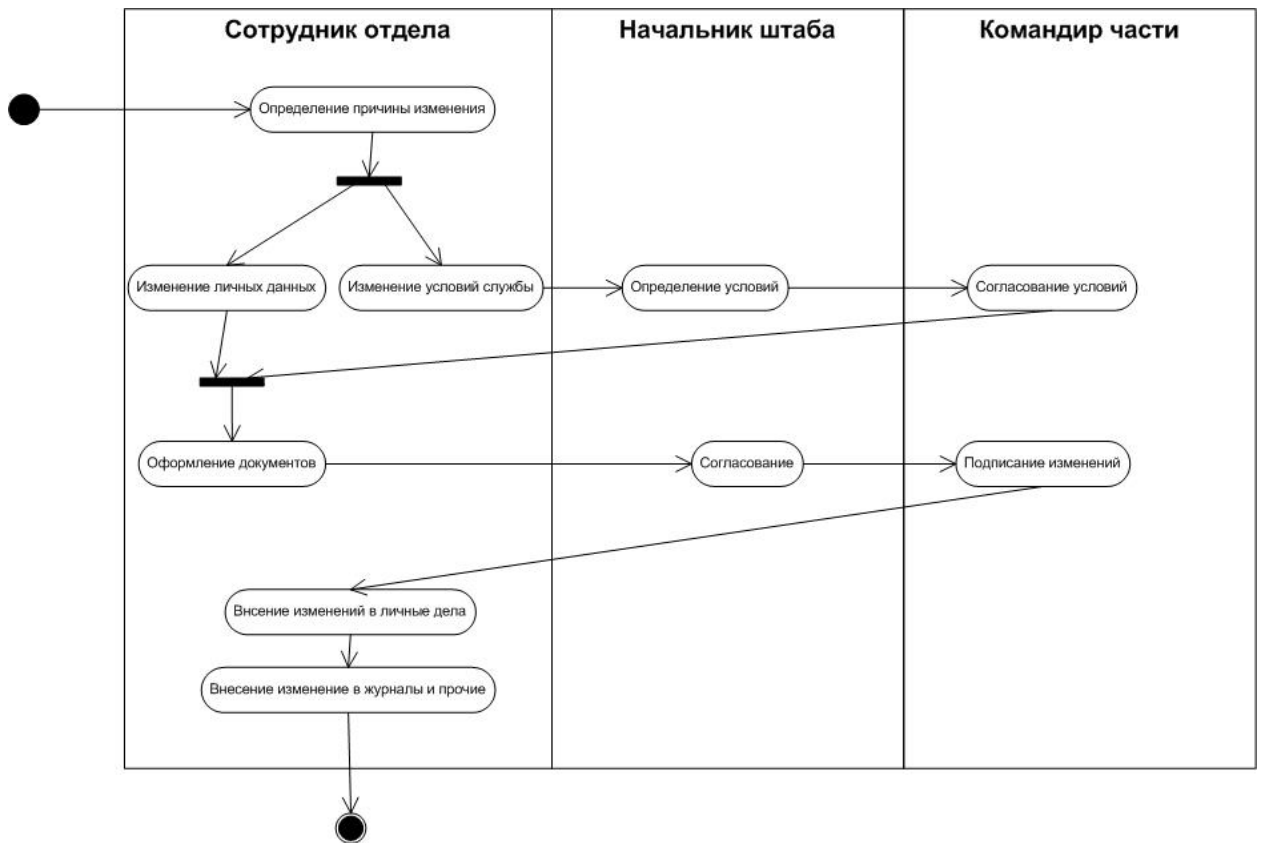 Сотрудник отдела
Начальник штаба
Командир части
Определение причины изменения
Изменение личных данных
Изменение условий службы
Определение условий
Согласование условий
Оформление документов
Согласование
Подписание изменений
Внсение изменений в личные дела
Внесение изменение в журналы и прочие